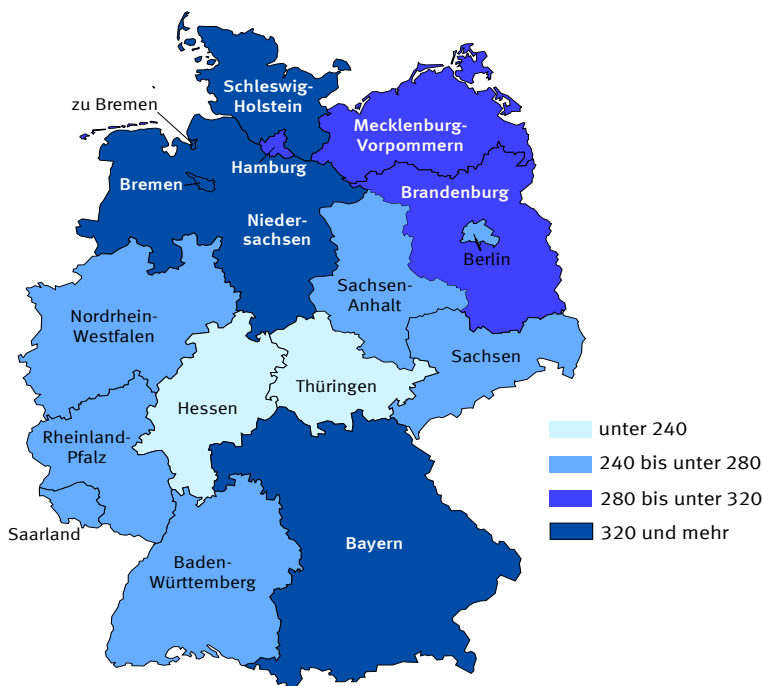 Schleswig-
Holstein
zu Bremen
Mecklenburg-
Vorpommern
Hamburg
Bremen
Brandenburg
Nieder-
sachsen
Berlin
Sachsen-
Anhalt
Nordrhein-
Westfalen
Sachsen
Thüringen
Hessen
Rheinland-
Pfalz
Saarland
Bayern
Baden-
Württemberg
unter 240
240 bis unter 280
280 bis unter 320
320 und mehr